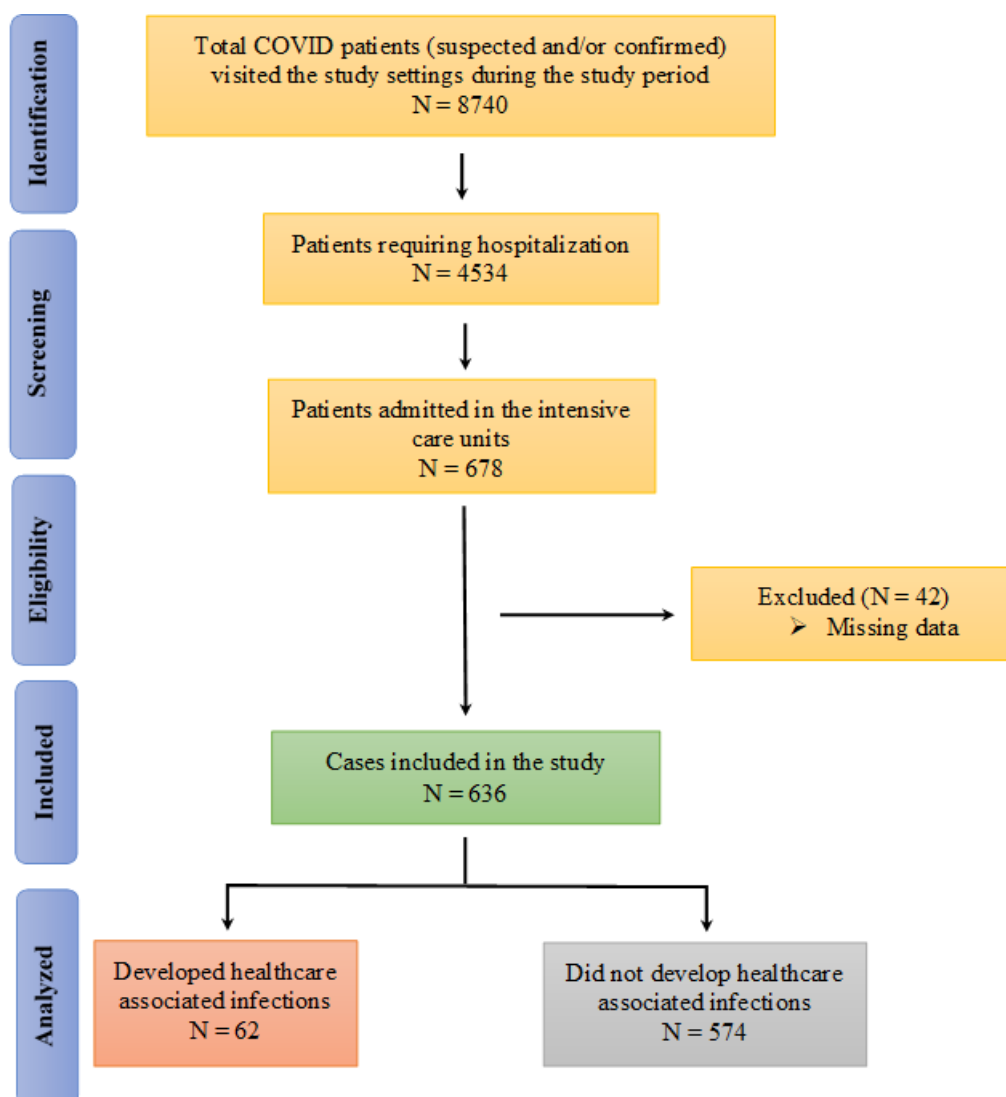 Identification
Total COVID patients (suspected and/or confirmed)
visited the study settings during the study period
N = 8740
Screening
Patients requiring hospitalization
N = 4534
Patients admitted in the intensive
care units
N = 678
Eligibility
Excluded (N = 42)
➢ Missing data
Included
Cases included in the study
N = 636
Analyzed
Developed healthcare
associated infections
N = 62
Did not develop healthcare
associated infections
N = 574